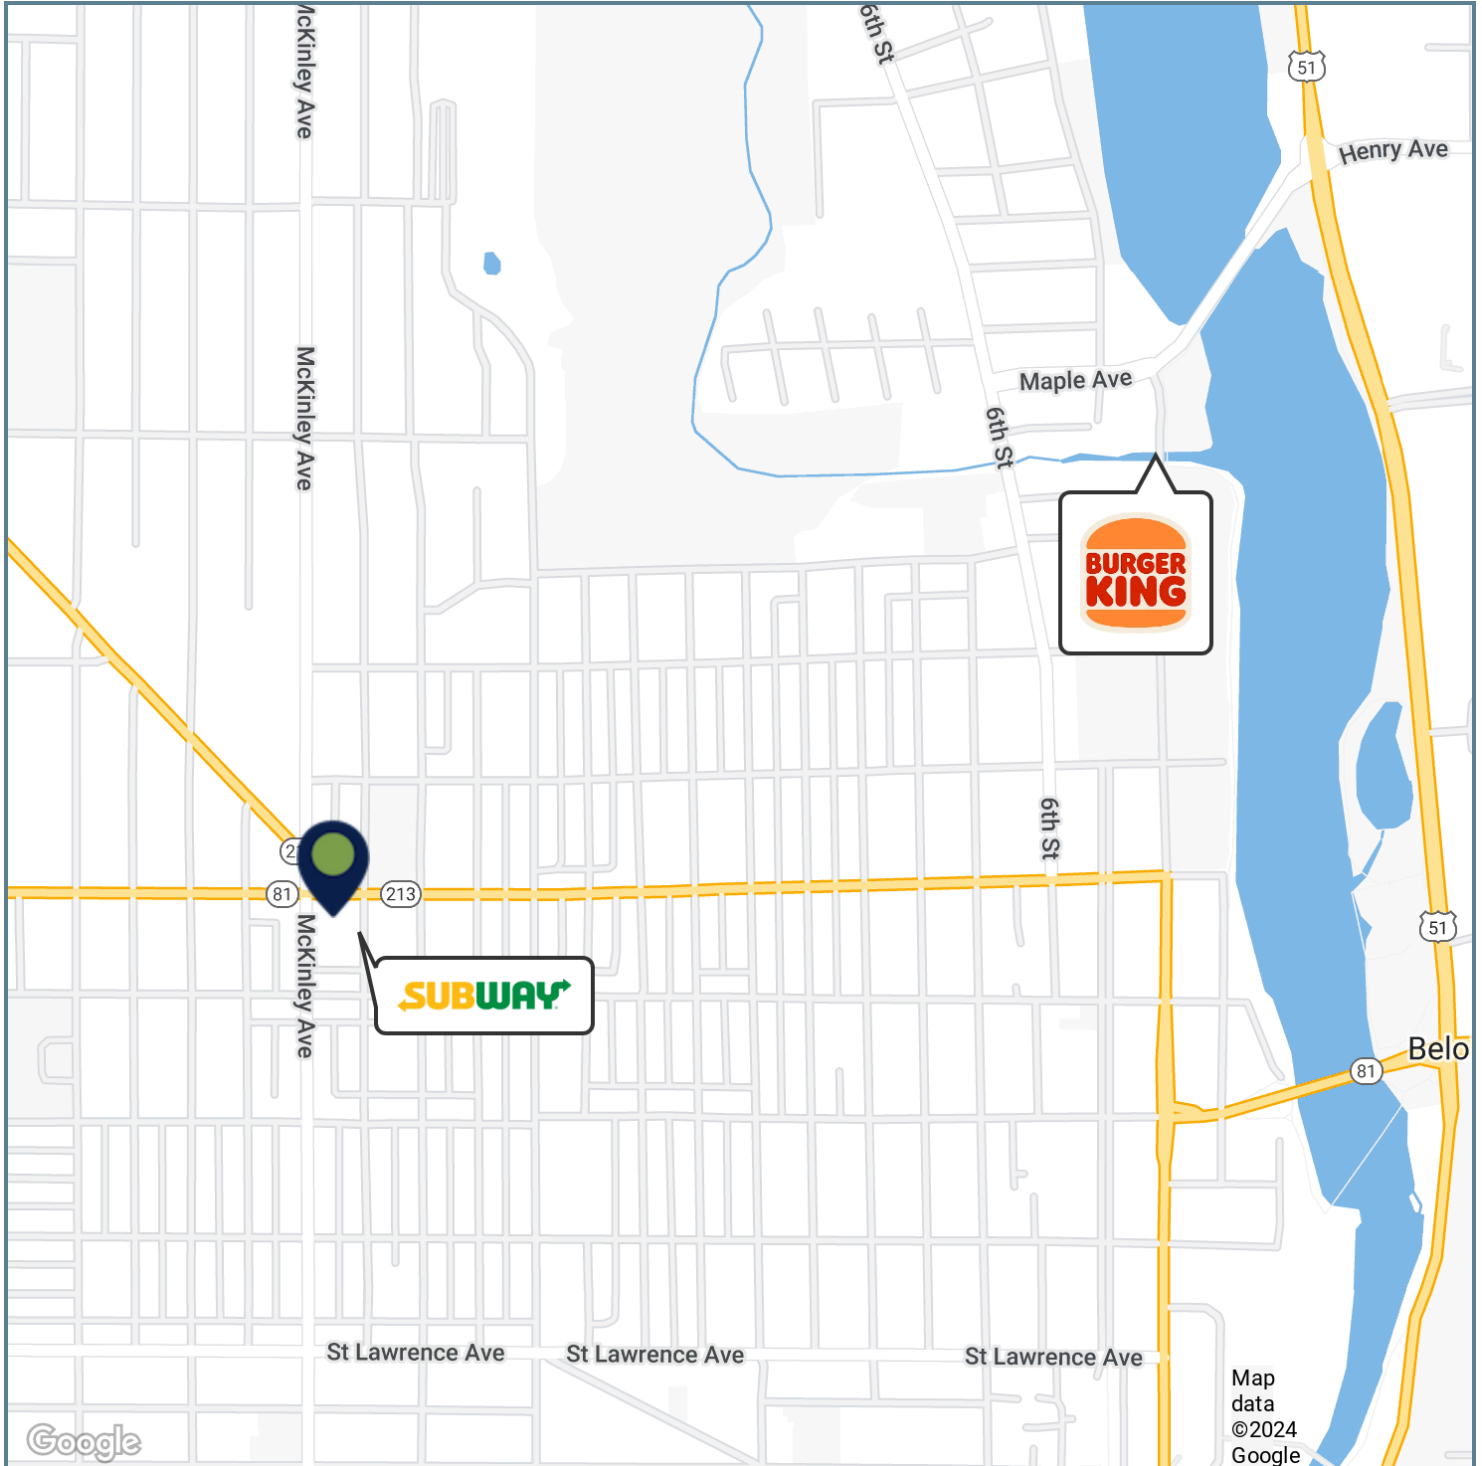 McKinley Ave
6th St
51
Henry Ave
McKinley Ave
Maple Ave
6th St
BURGER
KING
6th St
81
213
51
McKinley Ave
SUBWAY
Belo
81
St Lawrence Ave
St Lawrence Ave
St Lawrence Ave
Map
data
©2024
Google
Google